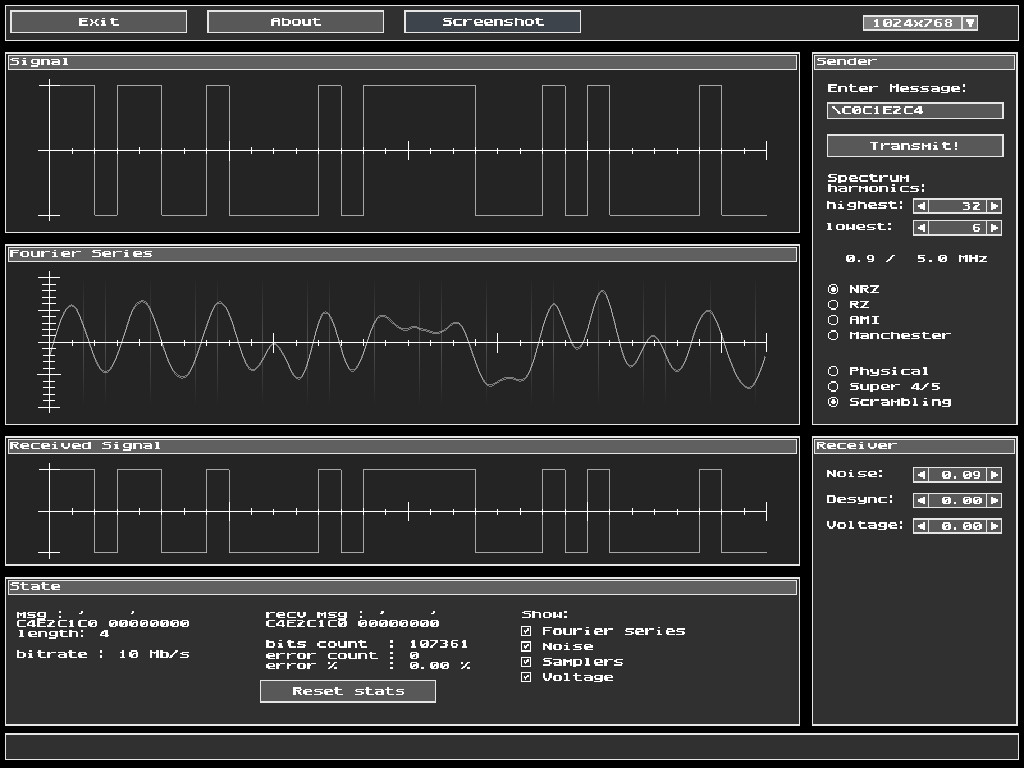 Exit About Screenshot 1024x768
Signal
Sender
Enter Message:
\C0C1E2C4
Transmit!
Spectrum
harmonics:
highest: 32
lowest: 6
0.9 / 5.0 MHz
NRZ
RZ
AMI
Manchester
Physical
Super 4/5
Scrambling
Fourier Series
Received Signal
Receiver
Noise: 0.09
Desync: 0.00
Voltage: 0.00
State
msg : ' '
C4E2C1C0 00000000
length: 4
bitrate : 10 Mb/s
recv msg : ' '
C4E2C1C0 00000000
bits count : 107361
error count : 0
error % : 0.00 %
Reset stats
Show:
Fourier series
Noise
Samplers
Voltage